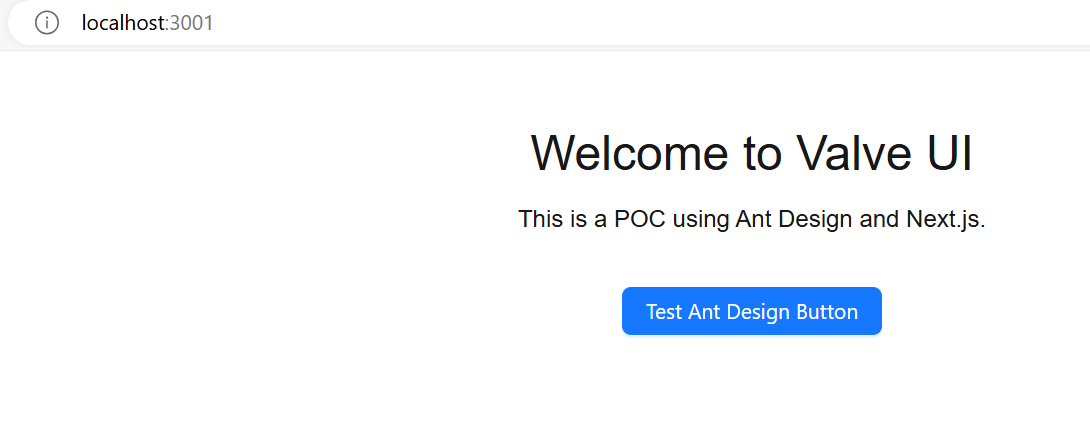 localhost:3001
Welcome to Valve UI
This is a POC using Ant Design and Next.js.
Test Ant Design Button